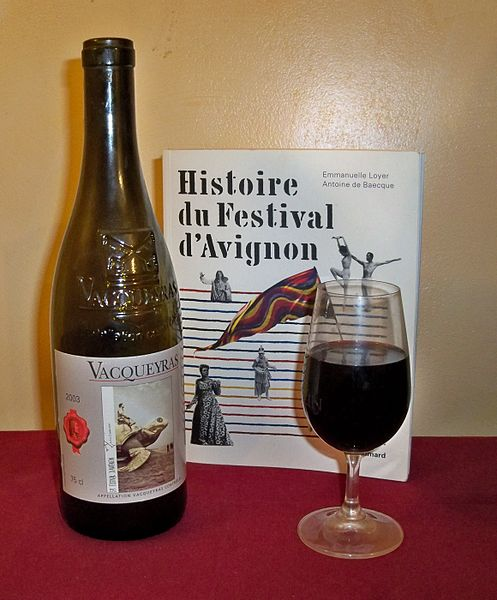 Emmanuelle Loyer
Antoine de Baecque
Histoire
du Festival
d'Avignon
VACQUEYRAS
VACQUEYRAS
2003
75 cl
APPELLATION VACQUEYRAS